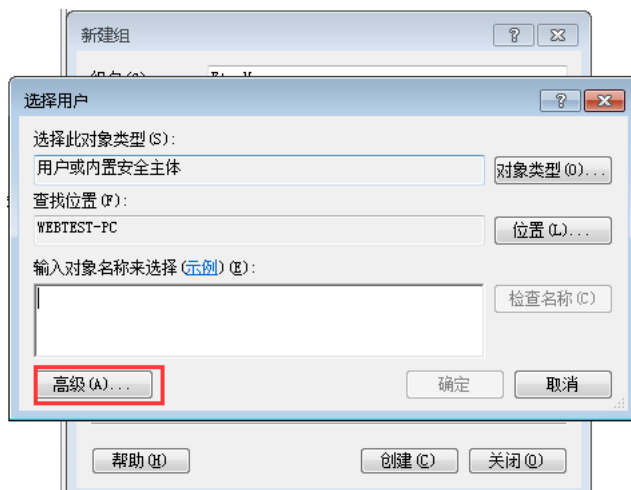 新建组
选择用户
选择此对象类型(S):
用户或内置安全主体
对象类型(O)...
查找位置(F):
WEBTEST-PC
位置(L)...
输入对象名称来选择(示例)(E):
检查名称(C)
高级(A)...
确定
取消
帮助(H)
创建(C)
关闭(O)